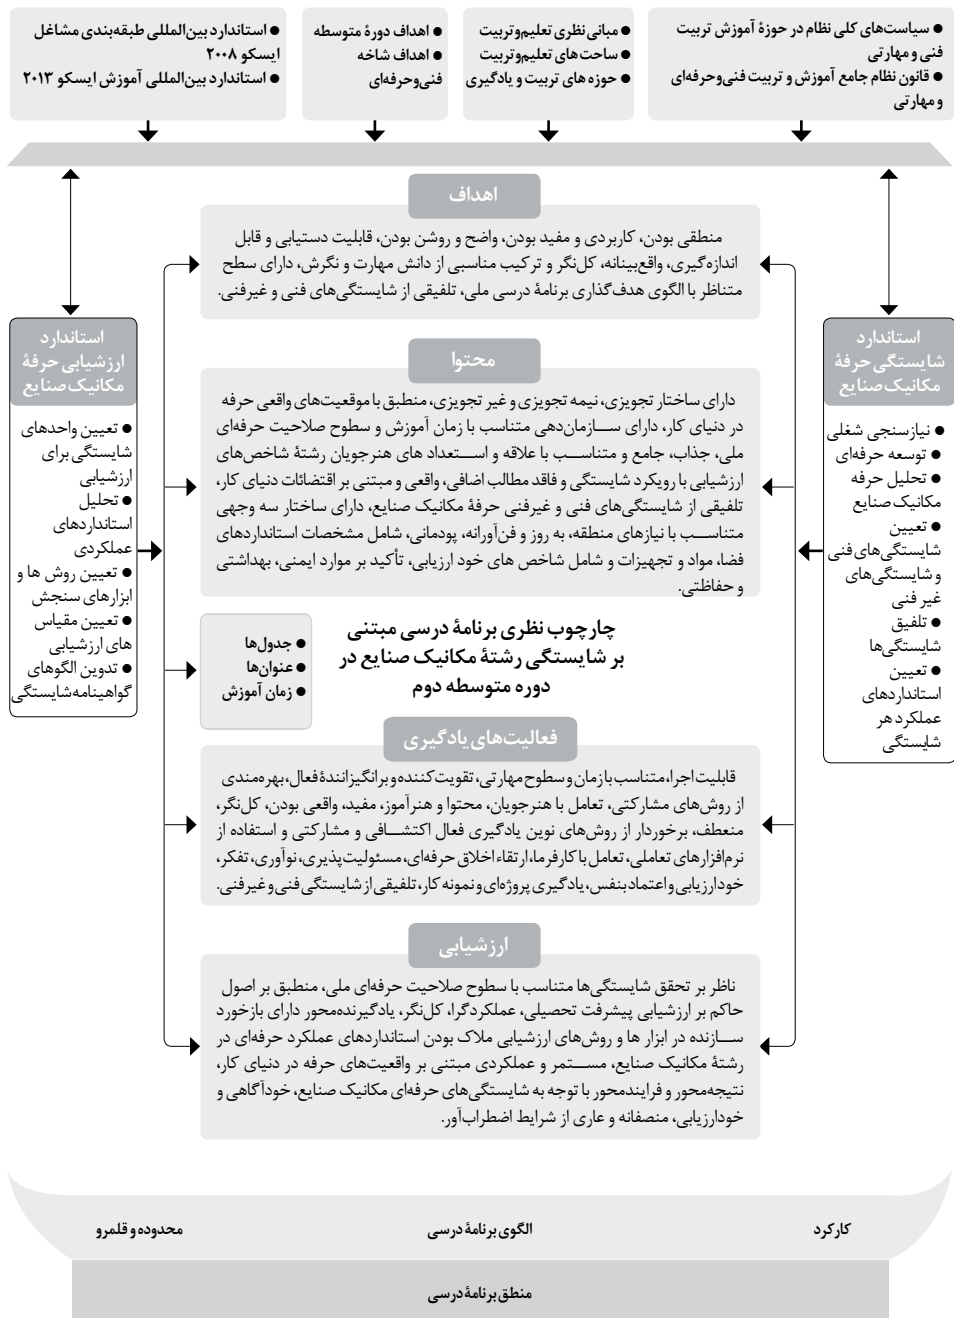 ● سیاست‌های کلی نظام در حوزهٔ آموزش تربیت
فنی و مهارتی
● قانون نظام جامع آموزش و تربیت فنی‌وحرفه‌ای
و مهارتی
● مبانی نظری تعلیم‌وتربیت
● ساحت‌های تعلیم‌وتربیت
● حوزه های تربیت و یادگیری
● اهداف دورهٔ متوسطه
● اهداف شاخه
فنی‌وحرفه‌ای
● استاندارد بین‌المللی طبقه‌بندی مشاغل
ایسکو ۲۰۰۸
● استاندارد بین‌المللی آموزش ایسکو ۲۰۱۳
استاندارد
شایستگی حرفهٔ
مکانیک صنایع
● نیازسنجی شغلی
● توسعه حرفه‌ای
● تحلیل حرفه
مکانیک صنایع
● تعیین
شایستگی‌های فنی
و شایستگی‌های
غیر فنی
● تلفیق
شایستگی‌ها
● تعیین
استانداردهای
عملکرد هر
شایستگی
اهداف
منطقی بودن، کاربردی و مفید بودن، واضح و روشن بودن، قابلیت دستیابی و قابل
اندازه‌گیری، واقع‌بینانه، کل‌نگر و ترکیب مناسبی از دانش مهارت و نگرش، دارای سطح
متناظر با الگوی هدف‌گذاری برنامهٔ درسی ملی، تلفیقی از شایستگی‌های فنی و غیرفنی.
محتوا
دارای ساختار تجویزی، نیمه تجویزی و غیر تجویزی، منطبق با موقعیت‌های واقعی حرفه
در دنیای کار، دارای ســازمان‌دهی متناسب با زمان آموزش و سطوح صلاحیت حرفه‌ای
ملی، جذاب، جامع و متناســب با علاقه و اســتعداد های هنرجویان رشتهٔ شاخص‌های
ارزشیابی با رویکرد شایستگی و فاقد مطالب اضافی، واقعی و مبتنی بر اقتضائات دنیای کار،
تلفیقی از شایستگی‌های فنی و غیرفنی حرفهٔ مکانیک صنایع، دارای ساختار سه وجهی
متناســب با نیازهای منطقه، به روز و فن‌آورانه، پودمانی، شامل مشخصات استانداردهای
فضا، مواد و تجهیزات و شامل شاخص های خود ارزیابی، تأکید بر موارد ایمنی، بهداشتی
و حفاظتی.
چارچوب نظری برنامهٔ درسی مبتنی
بر شایستگی رشتهٔ مکانیک صنایع در
دوره متوسطه دوم
● جدول‌ها
● عنوان‌ها
● زمان آموزش
فعالیت‌های یادگیری
قابلیت اجرا، متناسب با زمان و سطوح مهارتی، تقویت‌کننده و برانگیزانندهٔ فعال، بهره‌مندی
از روش‌های مشارکتی، تعامل با هنرجویان، محتوا و هنرآموز، مفید، واقعی بودن، کل‌نگر،
منعطف، برخوردار از روش‌های نوین یادگیری فعال اکتشــافی و مشارکتی و استفاده از
نرم‌افزارهای تعاملی، تعامل با کارفرما، ارتقاء اخلاق حرفه‌ای، مسئولیت‌پذیری، نوآوری، تفکر،
خودارزیابی و اعتماد بنفس، یادگیری پروژه‌ای و نمونه کار، تلفیقی از شایستگی فنی و غیرفنی.
ارزشیابی
ناظر بر تحقق شایستگی‌ها متناسب با سطوح صلاحیت حرفه‌ای ملی، منطبق بر اصول
حاکم بر ارزشیابی پیشرفت تحصیلی، عملکردگرا، کل‌نگر، یادگیرنده‌محور دارای بازخورد
ســازنده در ابزار ها و روش‌های ارزشیابی ملاک بودن استانداردهای عملکرد حرفه‌ای در
رشتهٔ مکانیک صنایع، مســتمر و عملکردی مبتنی بر واقعیت‌های حرفه در دنیای کار،
نتیجه‌محور و فرایندمحور با توجه به شایستگی‌های حرفه‌ای مکانیک صنایع، خودآگاهی و
خودارزیابی، منصفانه و عاری از شرایط اضطراب‌آور.
استاندارد
ارزشیابی حرفهٔ
مکانیک صنایع
● تعیین واحدهای
شایستگی برای
ارزشیابی
● تحلیل
استانداردهای
عملکردی
● تعیین روش ها و
ابزارهای سنجش
● تعیین مقیاس
های ارزشیابی
● تدوین الگوهای
گواهینامه شایستگی
کارکرد
الگوی برنامهٔ درسی
محدوده و قلمرو
منطق برنامهٔ درسی